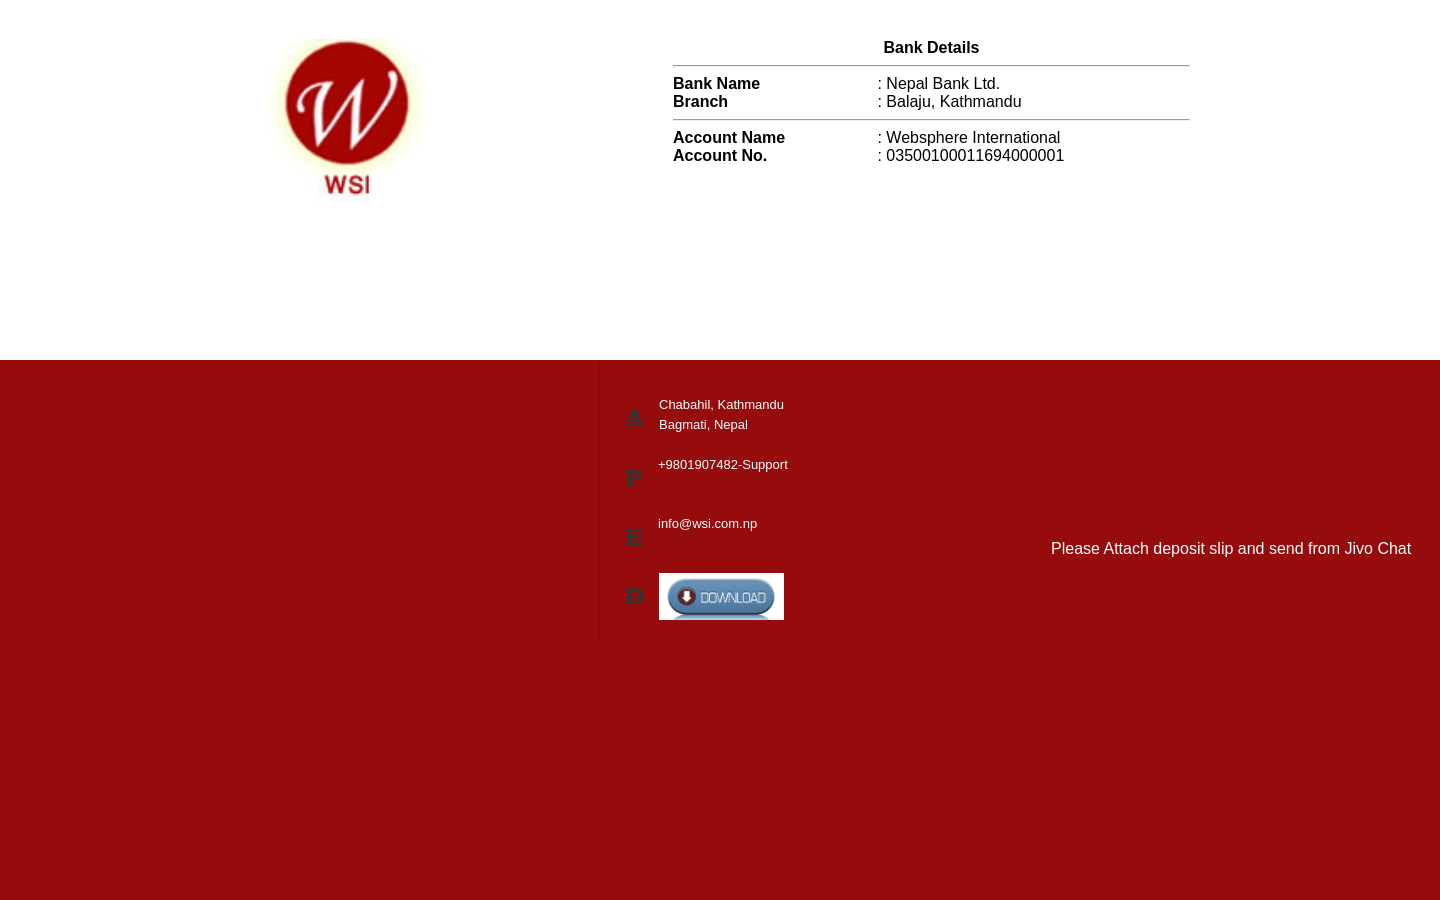 W
WSI
Bank Details
Bank Name : Nepal Bank Ltd.
Branch : Balaju, Kathmandu
Account Name : Websphere International
Account No. : 03500100011694000001
A Chabahil, Kathmandu
Bagmati, Nepal
P +9801907482-Support
E info@wsi.com.np
D DOWNLOAD
Please Attach deposit slip and send from Jivo Chat